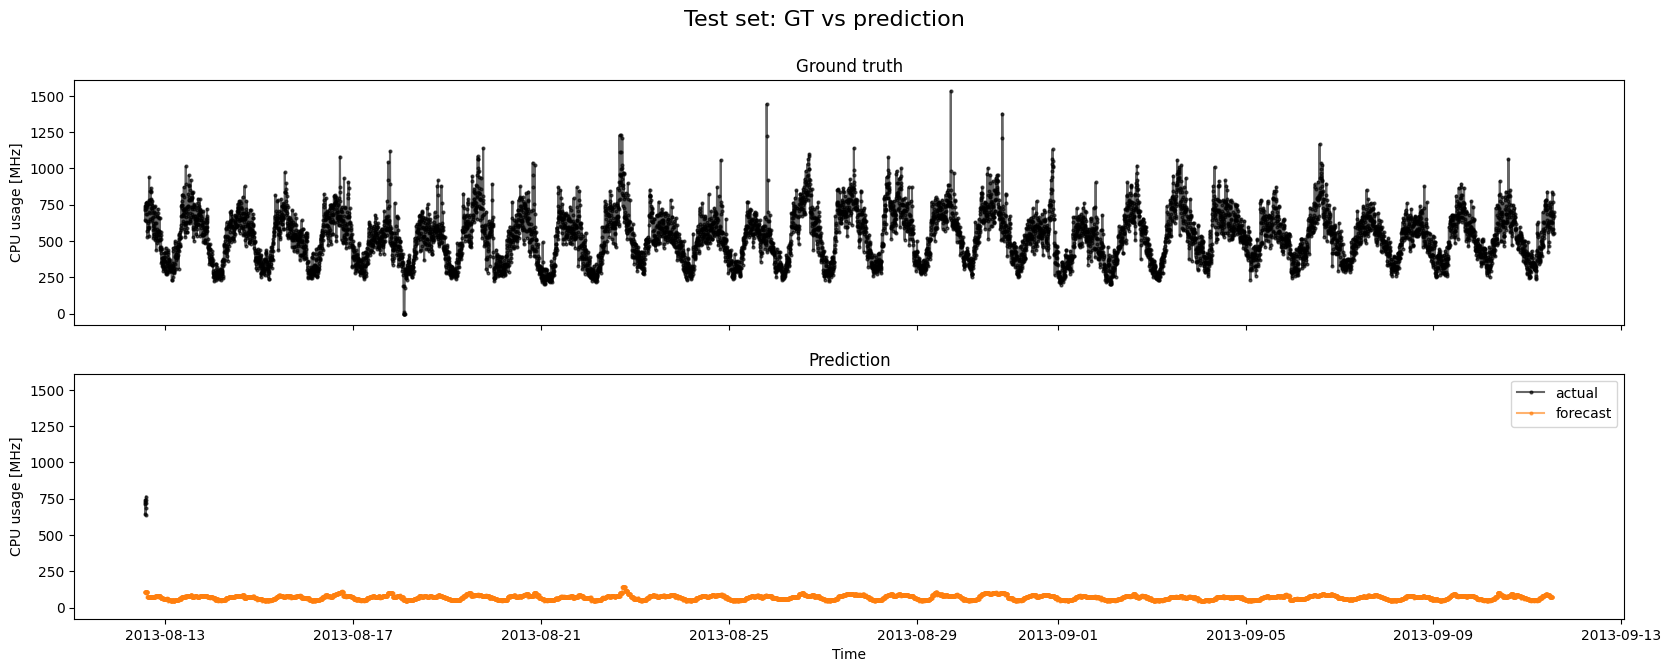 Test set: GT vs prediction
Ground truth
CPU usage [MHz]
1500
1250
1000
750
500
250
0
Prediction
CPU usage [MHz]
1500
1250
1000
750
500
250
0
actual
forecast
2013-08-13 2013-08-17 2013-08-21 2013-08-25 2013-08-29 2013-09-01 2013-09-05 2013-09-09 2013-09-13
Time